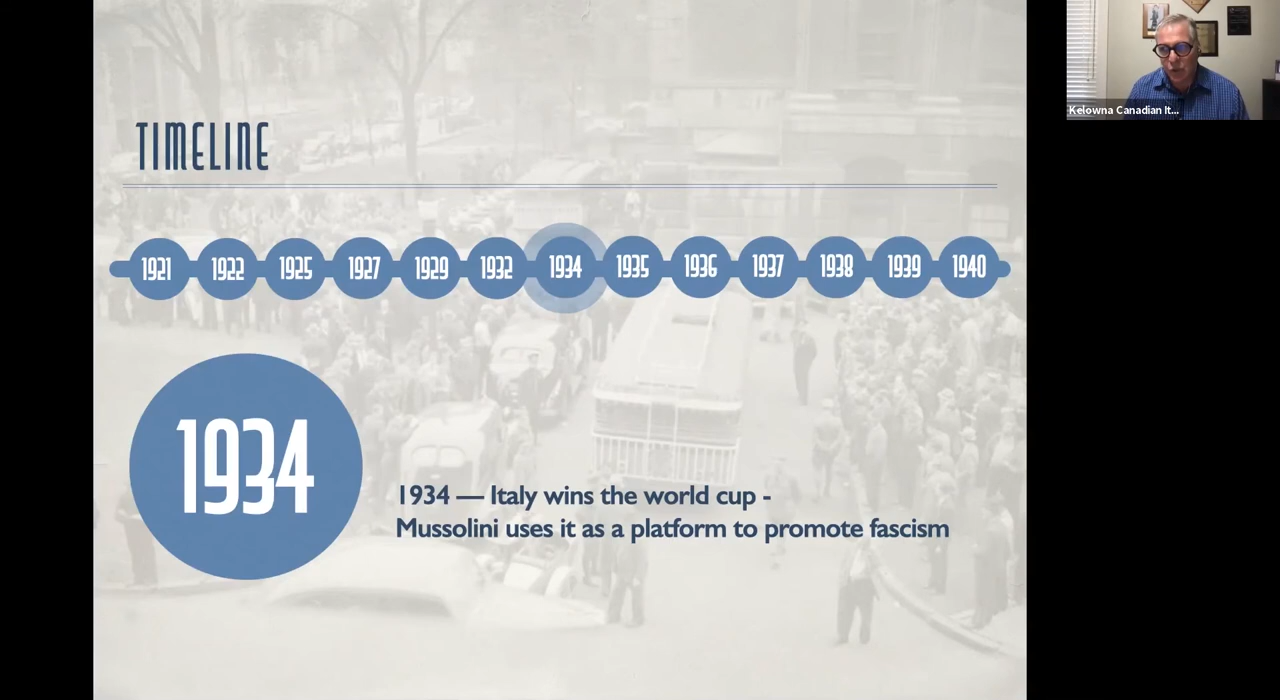 TIMELINE
1921 1922 1925 1927 1929 1932 1934 1935 1936 1937 1938 1939 1940
1934
1934 — Italy wins the world cup -
Mussolini uses it as a platform to promote fascism
Kelowna Canadian It...